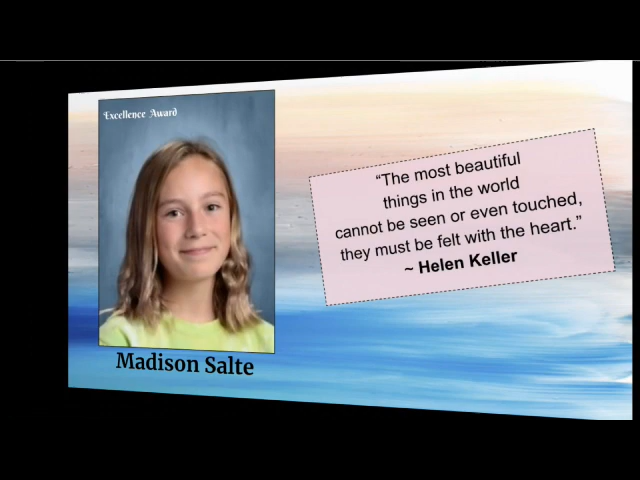 Excellence Award
“The most beautiful
things in the world
cannot be seen or even touched,
they must be felt with the heart.”
~ Helen Keller
Madison Salte